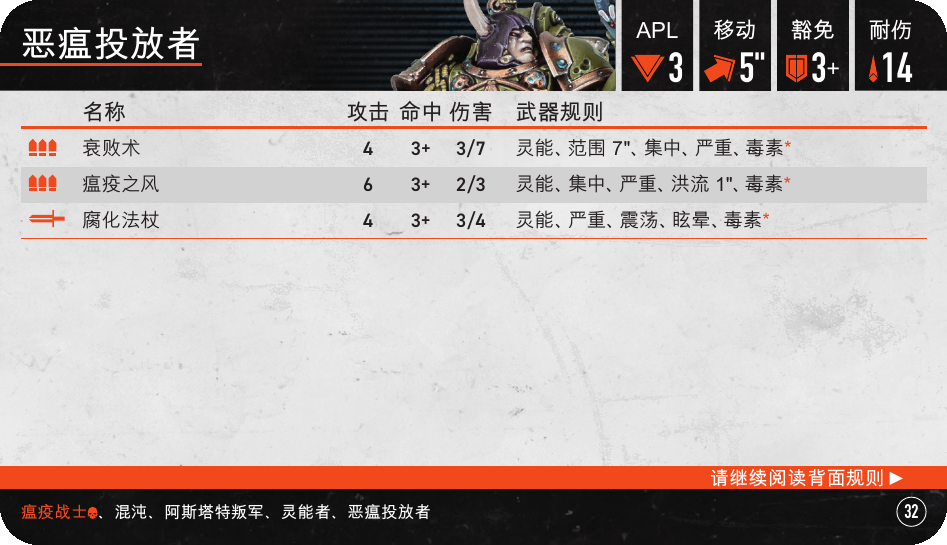 恶瘟投放者
APL 移动 豁免 耐伤
3 5" 3+ 14
名称 攻击 命中 伤害 武器规则
衰败术 4 3+ 3/7 灵能、范围 7"、集中、严重、毒素*
瘟疫之风 6 3+ 2/3 灵能、集中、严重、洪流 1"、毒素*
腐化法杖 4 3+ 3/4 灵能、严重、震荡、眩晕、毒素*
请继续阅读背面规则▶
瘟疫战士、混沌、阿斯塔特叛军、灵能者、恶瘟投放者
32